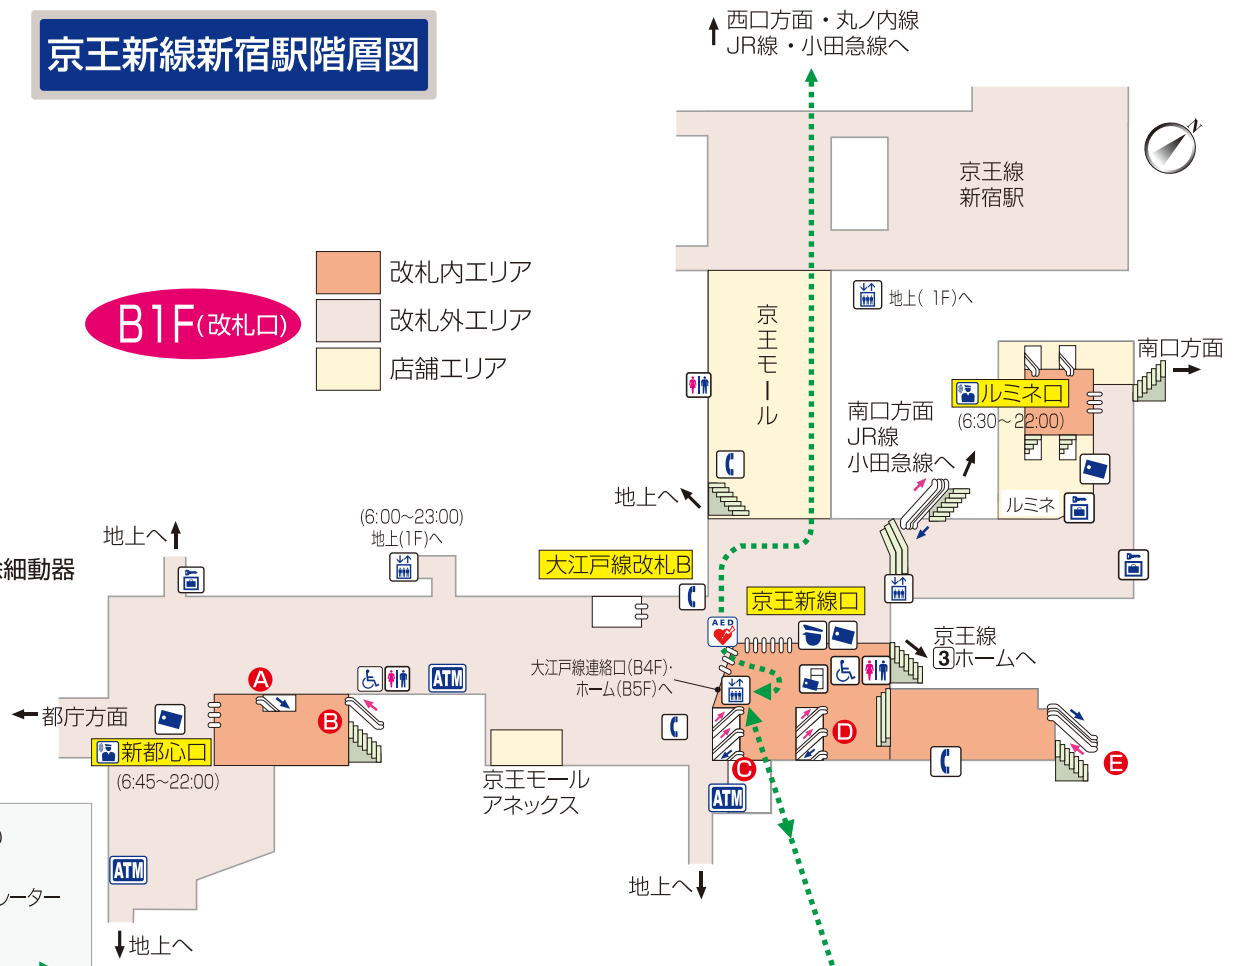 京王新線新宿駅階層図
西口方面・丸ノ内線
JR線・小田急線へ
N
京王線
新宿駅
B1F(改札口)
改札内エリア
改札外エリア
店舗エリア
地上( 1F)へ
京王モール
南口方面
ルミネ口
(6:30～22:00)
南口方面
JR線
小田急線へ
地上へ
ルミネ
(6:00～23:00)
地上(1F)へ
地上へ
細動器
大江戸線改札B
京王新線口
AED
京王線
3ホームへ
大江戸線連絡口(B4F)・
ホーム(B5F)へ
ATM
A
都庁方面
B
新都心口
(6:45～22:00)
D
C
E
京王モール
アネックス
ATM
ATM
地上へ
レーター
地上へ